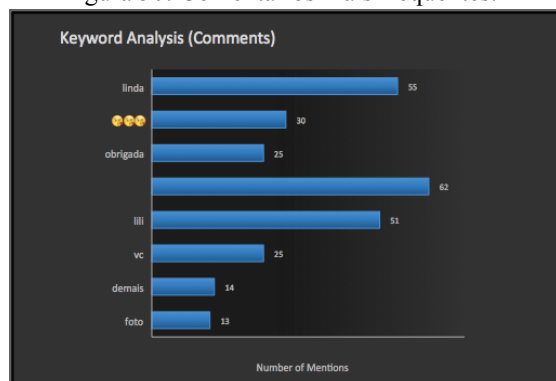 Keyword Analysis (Comments)
linda 55
😘😘😘 30
obrigada 25
62
lili 51
vc 25
demais 14
foto 13
Number of Mentions